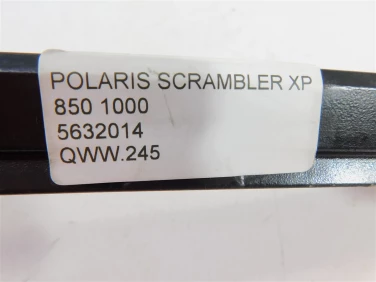 POLARIS SCRAMBLER XP
850 1000
5632014
QWW.245